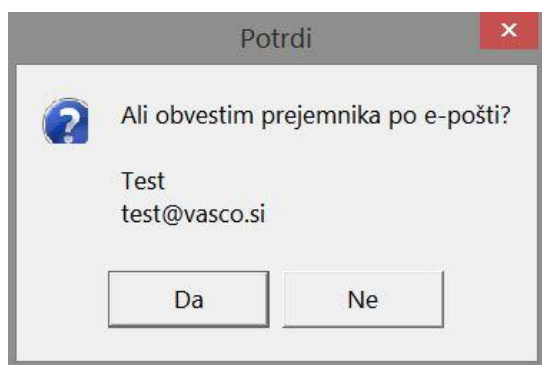 Potrdi
Ali obvestim prejemnika po e-pošti?
Test
test@vasco.si
Da
Ne